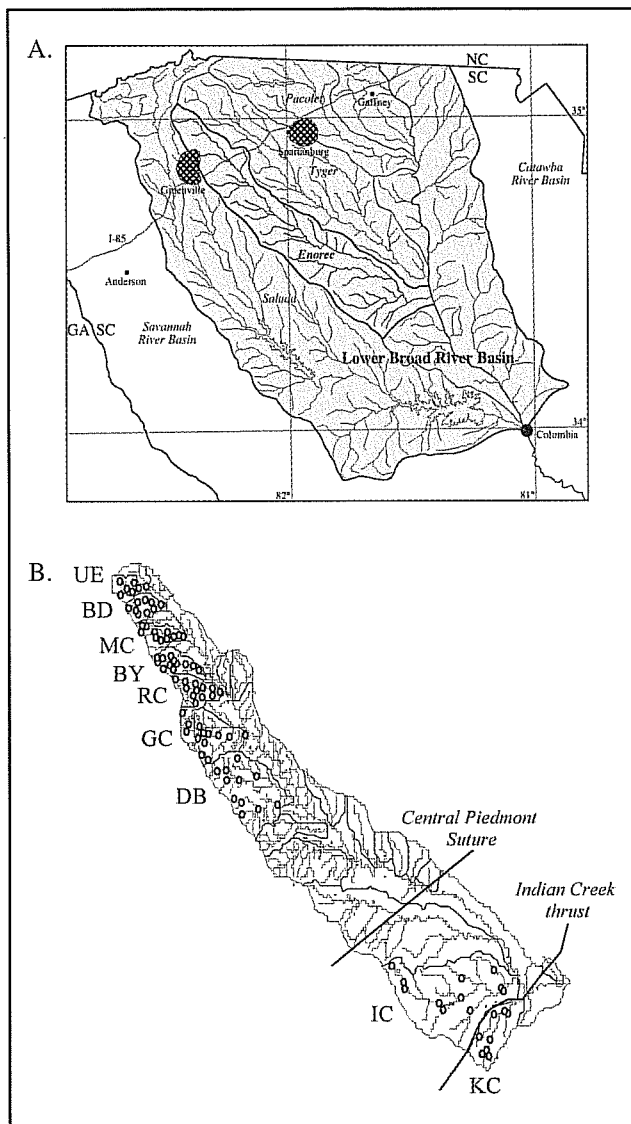 A.
NC
SC
Pacolet
Gaffney
35°
Spartanburg
Tyger
Catawba
River Basin
Greenville
I-85
Enoree
Anderson
Saluda
GA SC
Savannah
River Basin
Lower Broad River Basin
34°
Columbia
82°
81°
B.
UE
BD
MC
BY
RC
GC
DB
Central Piedmont
Suture
Indian Creek
thrust
IC
KC